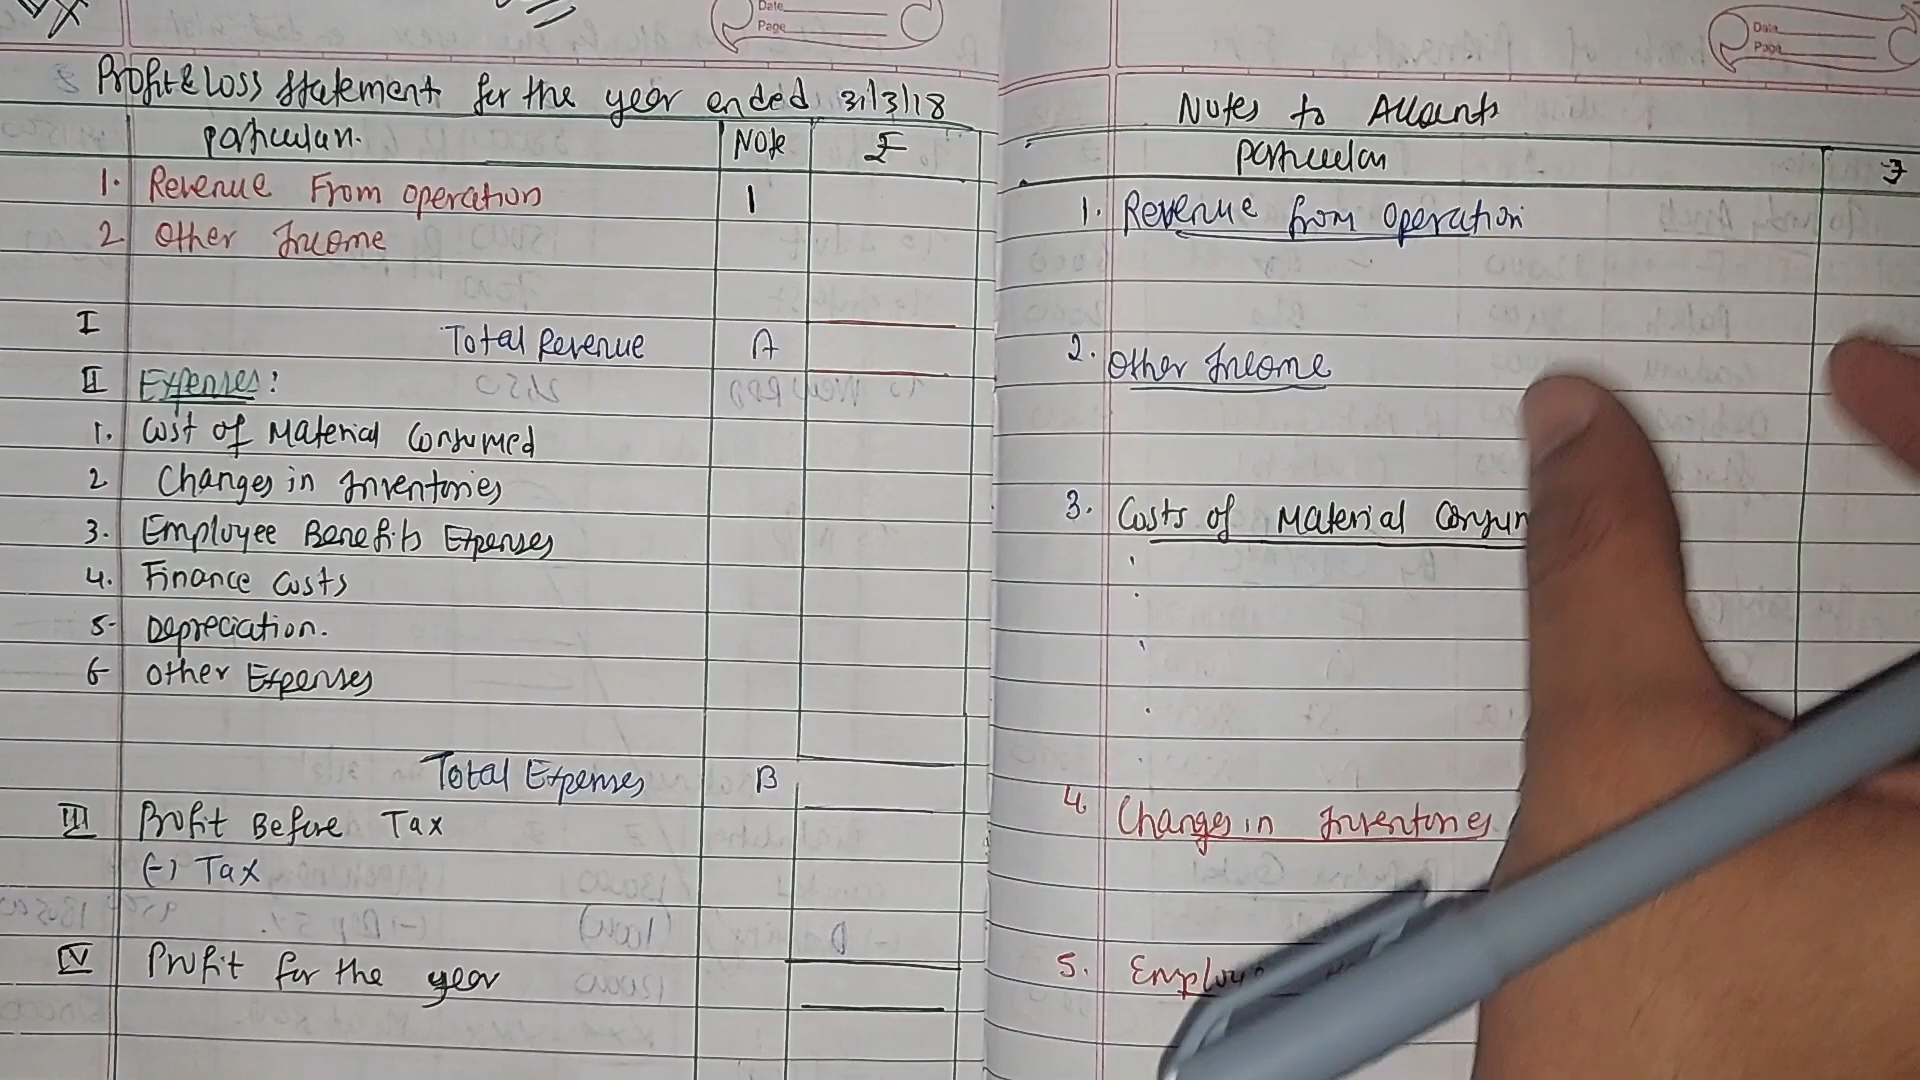 Date
Page
Profit & Loss Statement for the year ended 31/3/18
Particulars. Note ₹
1. Revenue From operation 1
2 Other Income
I
Total Revenue A
II Expenses:
1. Cost of Material Consumed
2 Changes in Inventories
3. Employee Benefits Expenses
4. Finance Costs
5- Depreciation.
6- Other Expenses
Total Expenses B
III Profit Before Tax
(-) Tax
IV Profit for the year
Date
Page
Notes to Accounts
Particulars ₹
1. Revenue from Operation
2. Other Income
3. Costs of Material Consum
4. Changes in Inventories
5. Employ